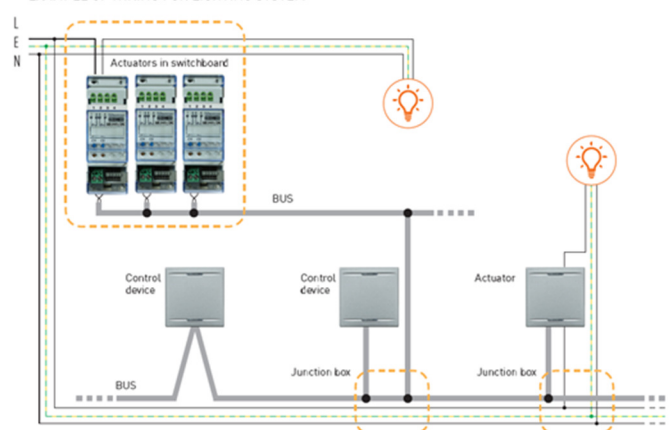 L
E
N
Actuators in switchboard
BUS
Control
device
Control
device
Actuator
Junction box
Junction box
BUS